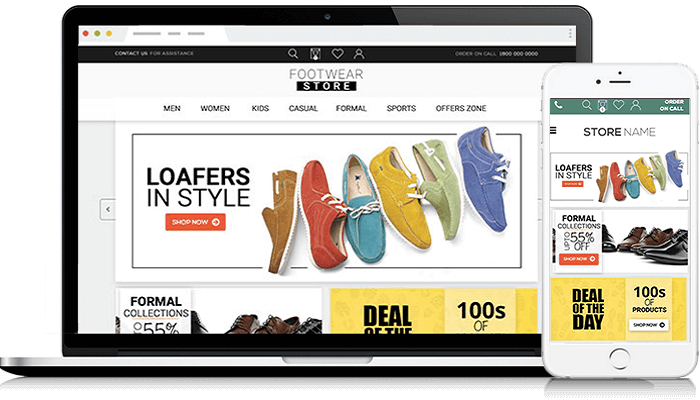 CONTACT US FOR ASSISTANCE
ORDER ON CALL 1800 000 0000
FOOTWEAR
STORE
MEN WOMEN KIDS CASUAL FORMAL SPORTS OFFERS ZONE
LOAFERS
IN STYLE
SHOP NOW
FORMAL
COLLECTIONS
55%
DEAL
OF THE
100s
OF
ORDER
ON CALL
STORE NAME
LOAFERS
IN STYLE
FORMAL
COLLECTIONS
UPTO 55%
OFF
SHOP NOW
DEAL
OF THE
DAY
100s
OF
PRODUCTS
SHOP NOW